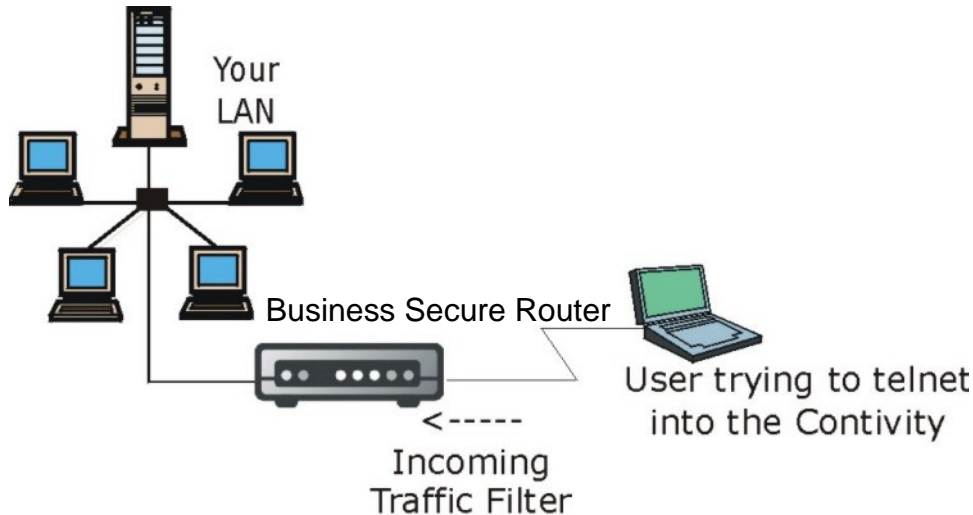 Your
LAN
Business Secure Router
User trying to telnet
into the Contivity
<-----
Incoming
Traffic Filter